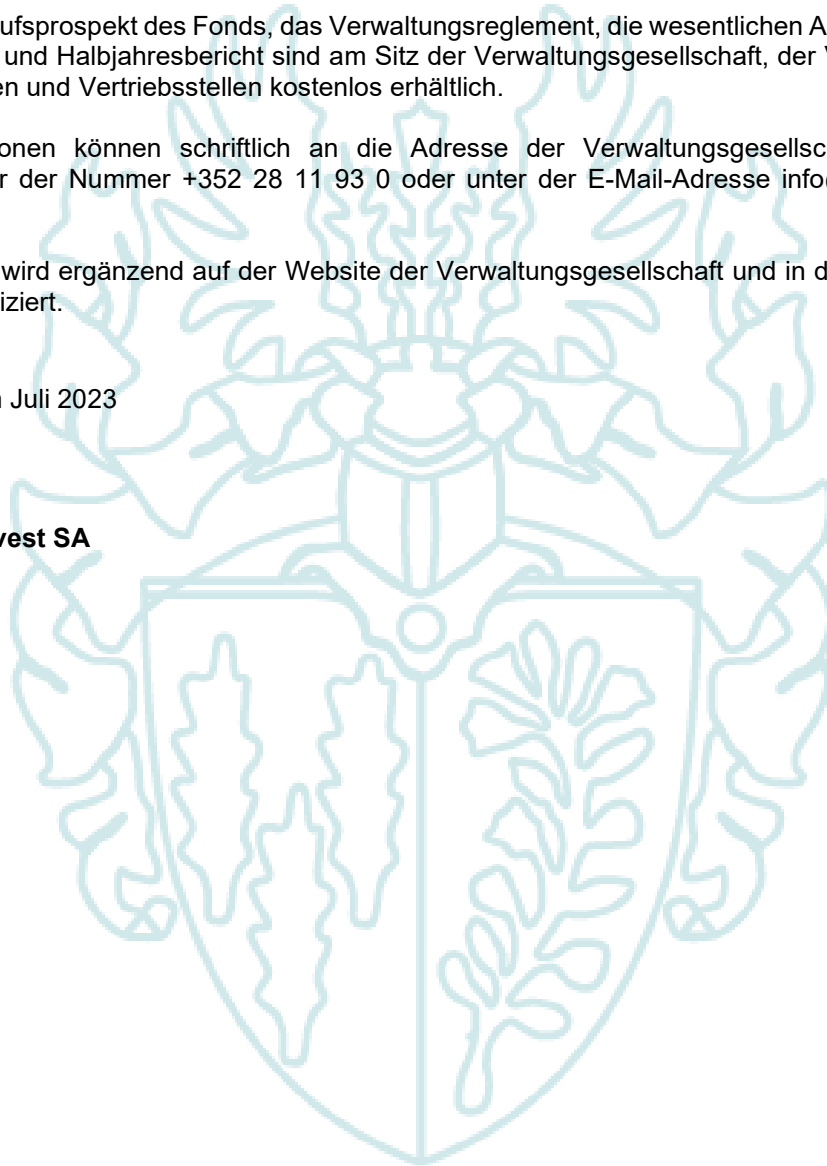 ufsprospekt des Fonds, das Verwaltungsreglement, die wesentlichen A
und Halbjahresbericht sind am Sitz der Verwaltungsgesellschaft, der V
en und Vertriebsstellen kostenlos erhältlich.
onen können schriftlich an die Adresse der Verwaltungsgesellsc
r der Nummer +352 28 11 93 0 oder unter der E-Mail-Adresse info
wird ergänzend auf der Website der Verwaltungsgesellschaft und in d
iziert.
Juli 2023
vest SA